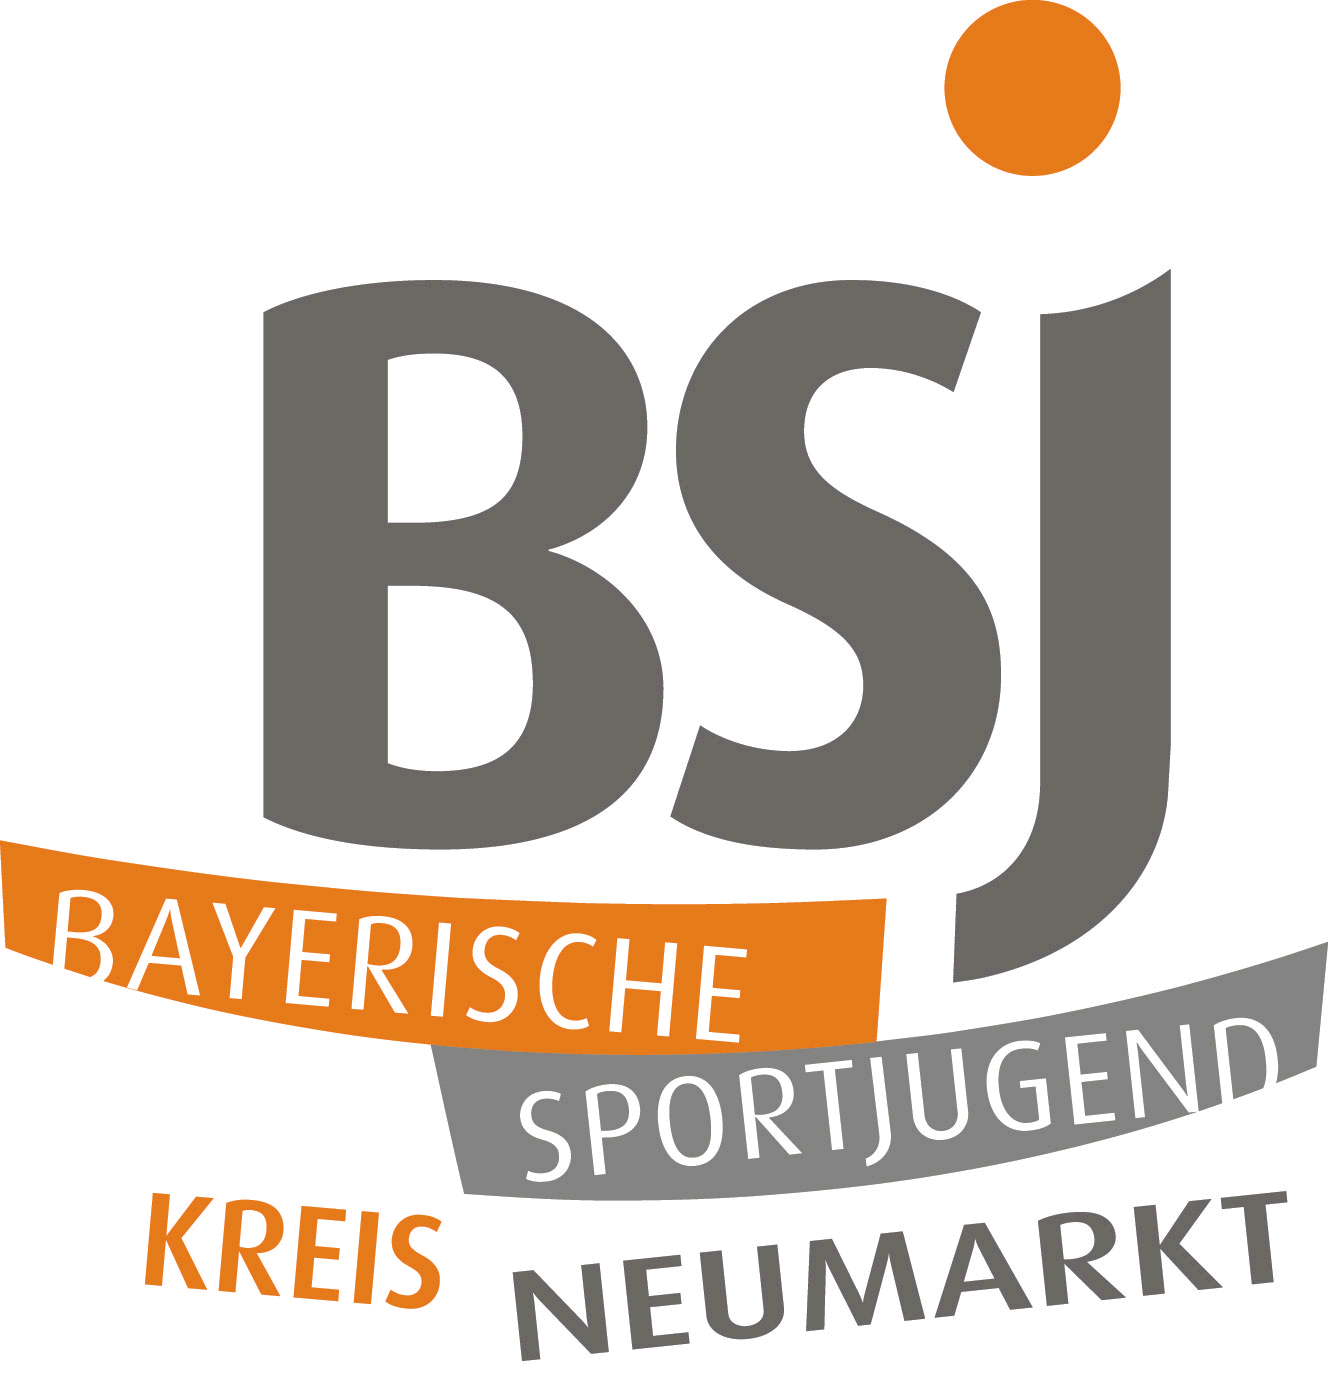 BSJ
BAYERISCHE
SPORTJUGEND
KREIS
NEUMARKT